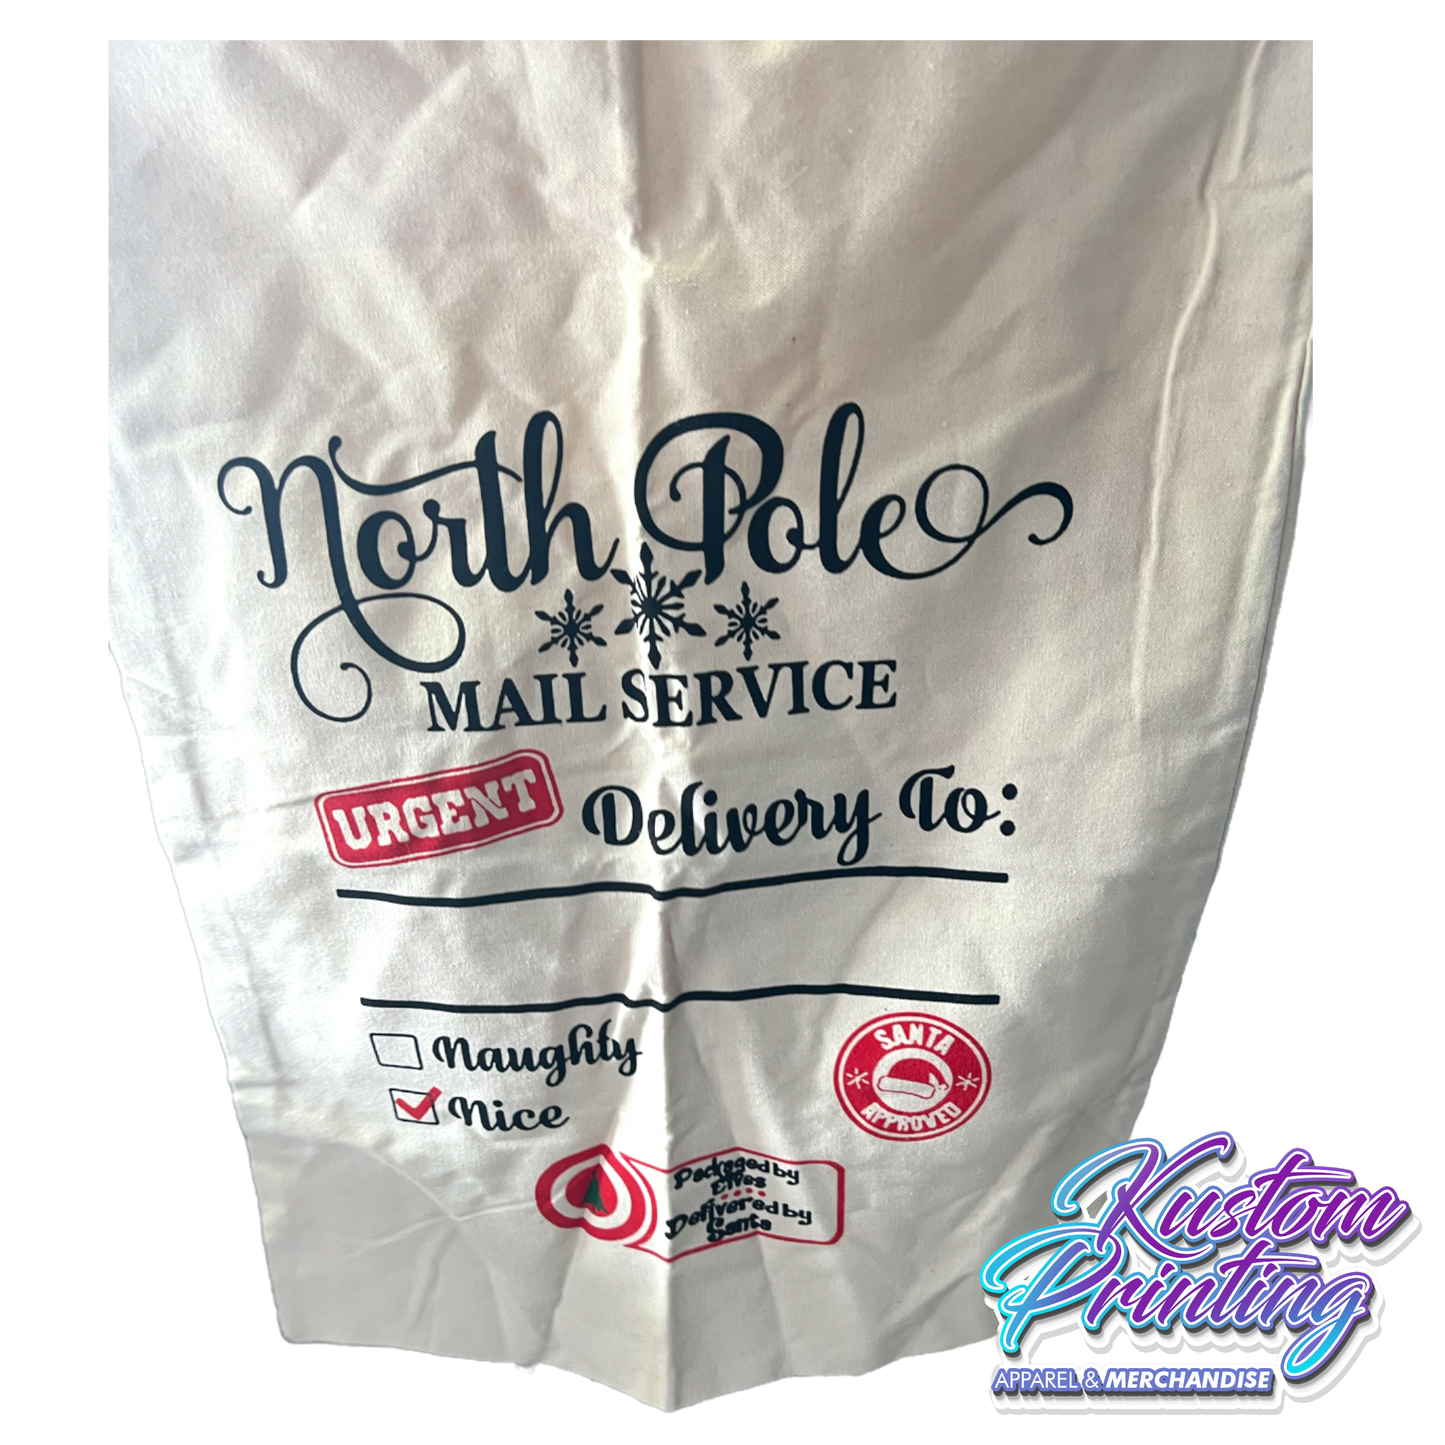 North Pole
MAIL SERVICE
URGENT Delivery To:
Naughty
Nice
SANTA
APPROVED
Packaged by
Elves
Delivered by
Santa
Kustom
Printing
APPAREL & MERCHANDISE